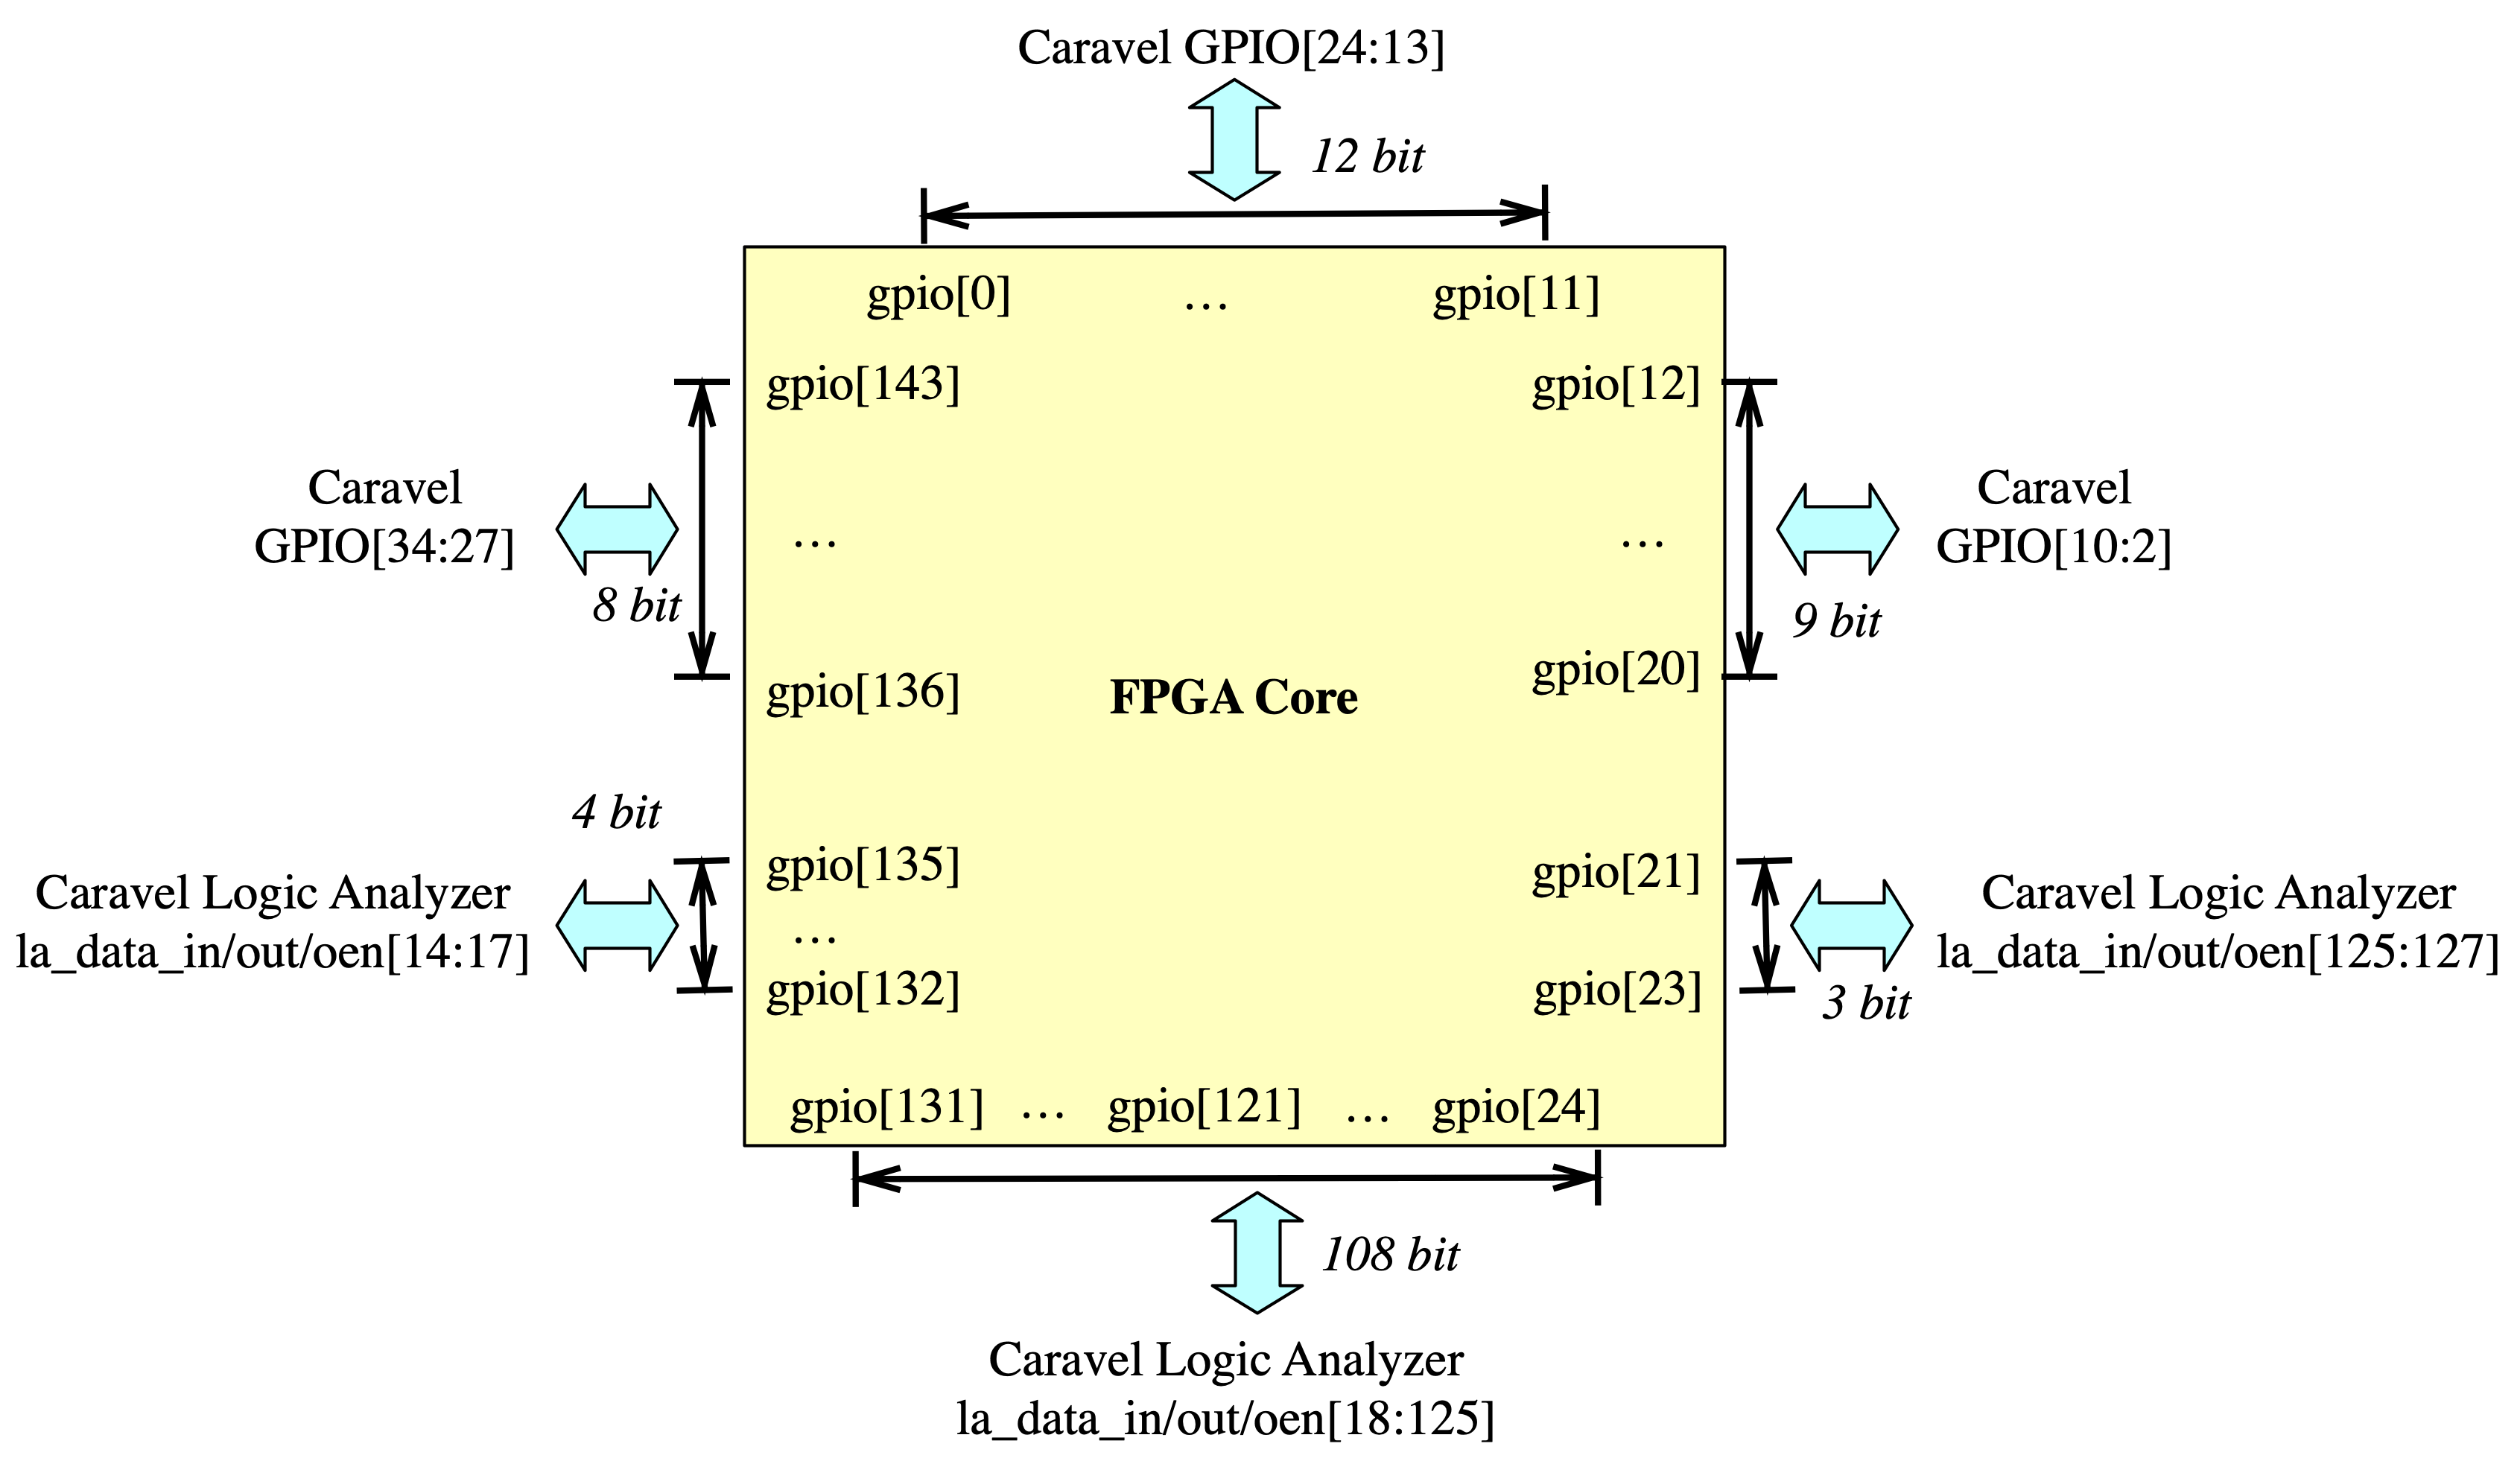 Caravel GPIO[24:13]
12 bit
gpio[0] … gpio[11]
gpio[143]
gpio[12]
Caravel
GPIO[34:27]
8 bit
…
…
Caravel
GPIO[10:2]
9 bit
gpio[136]
FPGA Core
gpio[20]
4 bit
Caravel Logic Analyzer
la_data_in/out/oen[14:17]
gpio[135]
…
gpio[132]
gpio[21]
gpio[23]
Caravel Logic Analyzer
la_data_in/out/oen[125:127]
3 bit
gpio[131] … gpio[121] … gpio[24]
108 bit
Caravel Logic Analyzer
la_data_in/out/oen[18:125]